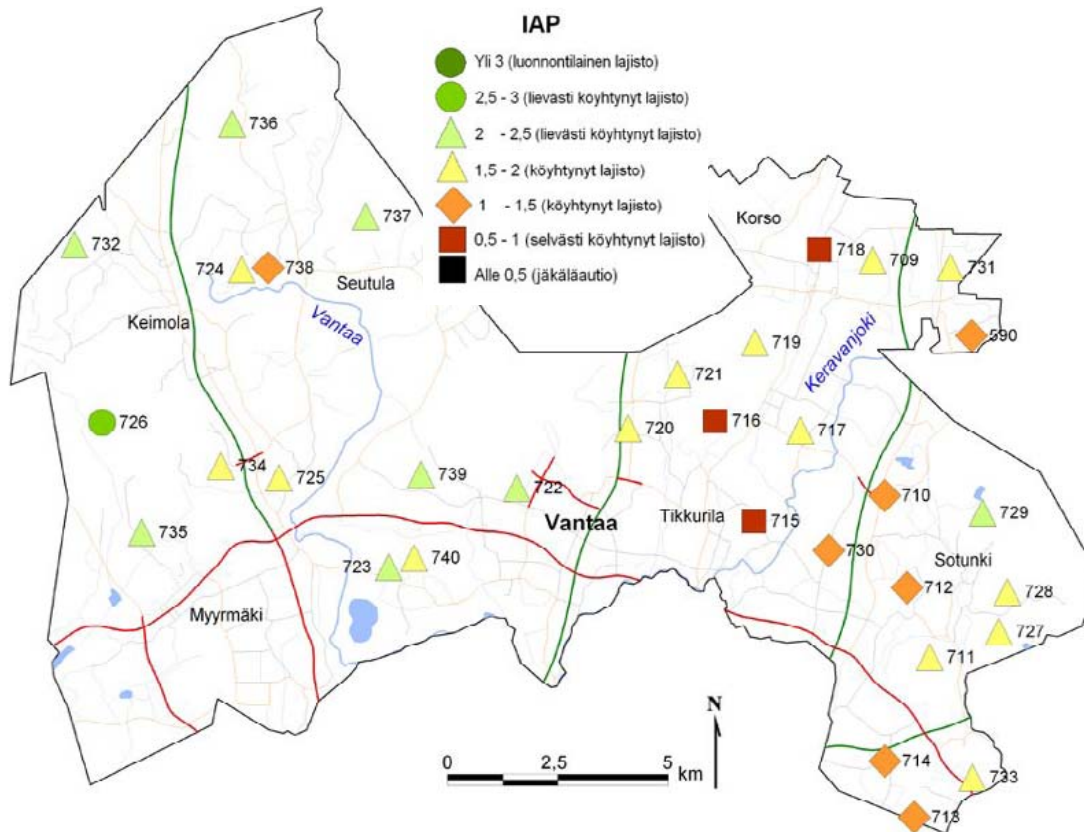 IAP
Yli 3 (luonnontilainen lajisto)
2,5 - 3 (lievasti köyhtynyt lajisto)
2 - 2,5 (lievästi köyhtynyt lajisto)
1,5 - 2 (köyhtynyt lajisto)
1 - 1,5 (köyhtynyt lajisto)
0,5 - 1 (selvästi köyhtynyt lajisto)
Alle 0,5 (jäkäläautio)
736
737
732
724
738
Seutula
Keimola
Vantaa
Korso
718
709
731
590
719
Keravanjoki
721
726
716
720
717
734
725
739
722
710
Vantaa
Tikkurila
715
729
735
730
Sotunki
723
740
712
728
Myyrmäki
727
711
N
0
2,5
5
km
714
733
713